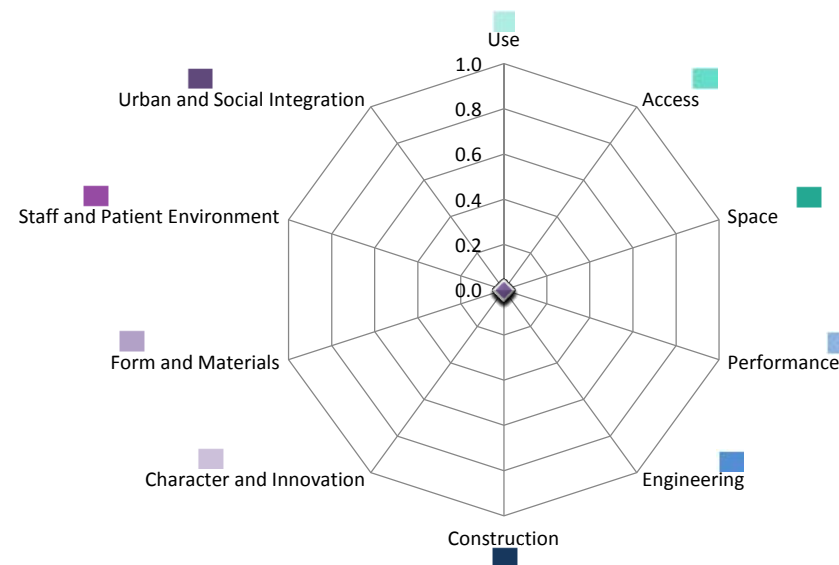 Use
1.0
Urban and Social Integration
Access
0.8
0.6
Staff and Patient Environment
0.4
Space
0.2
0.0
Form and Materials
Performance
Character and Innovation
Engineering
Construction